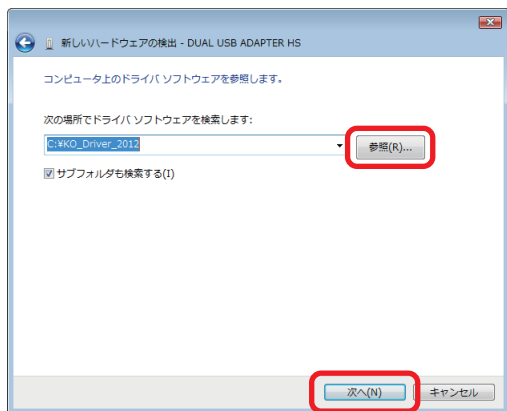 新しいハードウェアの検出 - DUAL USB ADAPTER HS
コンピュータ上のドライバ ソフトウェアを参照します。
次の場所でドライバ ソフトウェアを検索します:
C:¥KO_Driver_2012
参照(R)...
サブフォルダも検索する(I)
次へ(N)
キャンセル